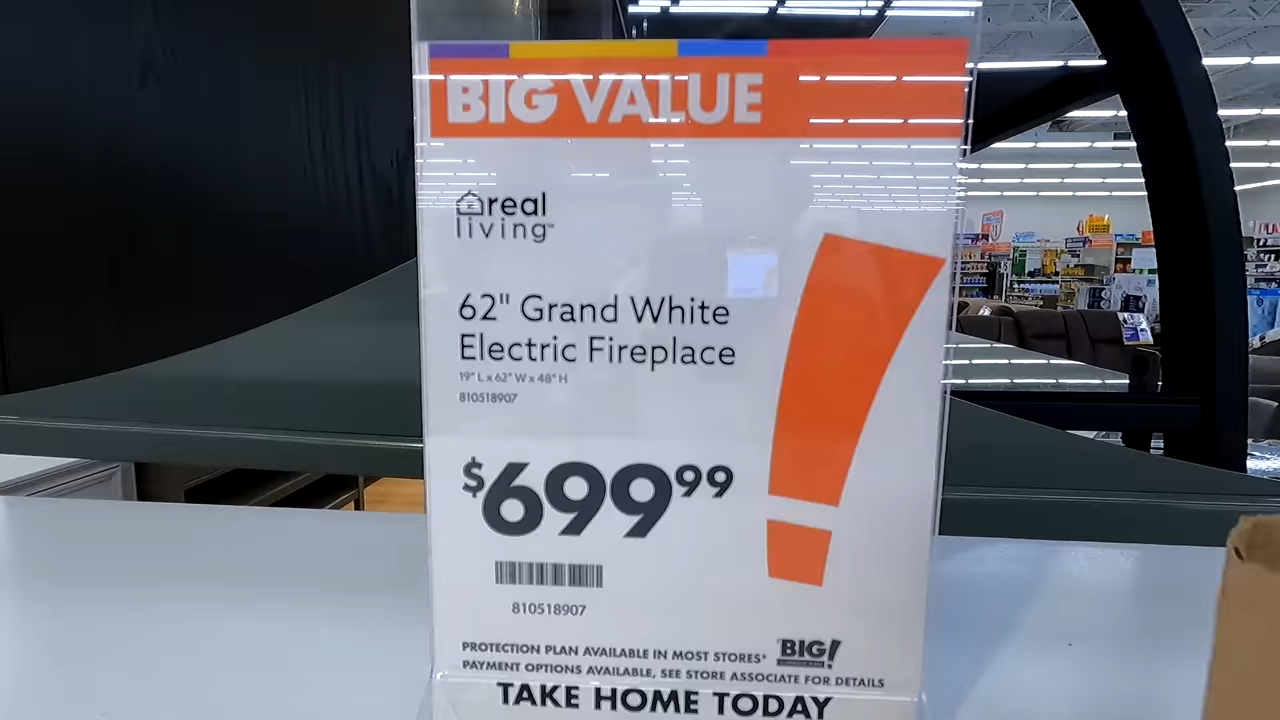 BIG VALUE
real
living™
62" Grand White
Electric Fireplace
19" L x 62" W x 48" H
810518907
$699 99
810518907
PROTECTION PLAN AVAILABLE IN MOST STORES* BIG!
PAYMENT OPTIONS AVAILABLE, SEE STORE ASSOCIATE FOR DETAILS
TAKE HOME TODAY